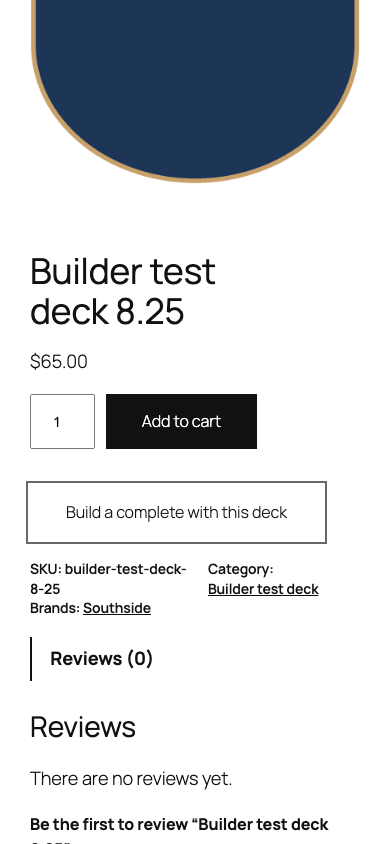 Builder test
deck 8.25
$65.00
1
Add to cart
Build a complete with this deck
SKU: builder-test-deck-
8-25
Brands: Southside
Category:
Builder test deck
Reviews (0)
Reviews
There are no reviews yet.
Be the first to review “Builder test deck